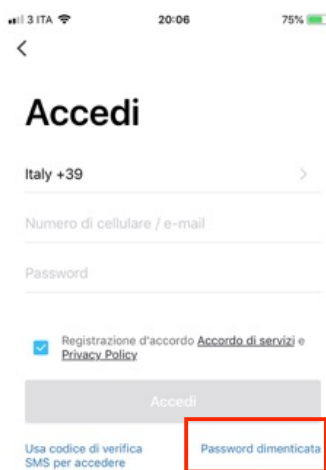 3 ITA 20:06 75%
Accedi
Italy +39
Numero di cellulare / e-mail
Password
Registrazione d'accordo Accordo di servizi e
Privacy Policy
Accedi
Usa codice di verifica Password dimenticata
SMS per accedere